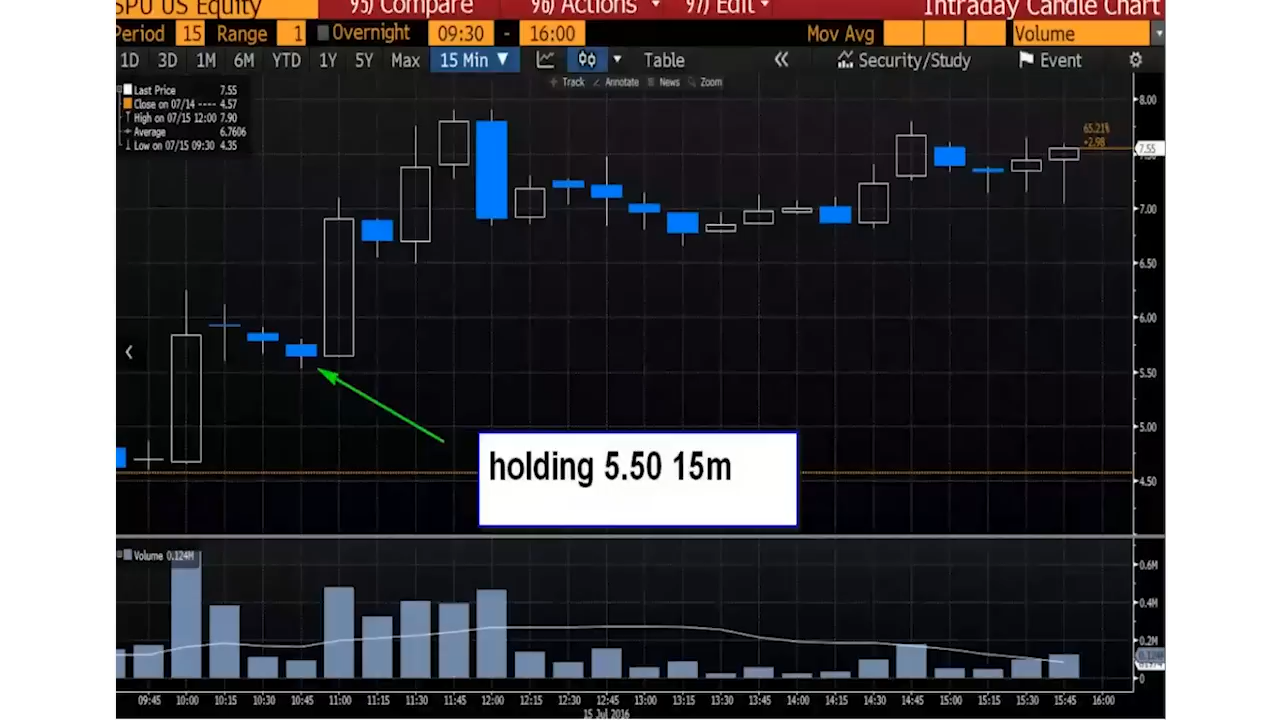 SPU US Equity 95) Compare 96) Actions 97) Edit Intraday Candle Chart
Period 15 Range 1 Overnight 09:30 - 16:00 Mov Avg Volume
1D 3D 1M 6M YTD 1Y 5Y Max 15 Min Table Security/Study Event
Track Annotate News Zoom
Last Price 7.55
Close on 07/14 ---- 4.57
High on 07/15 12:00 7.90
Average 6.7606
Low on 07/15 09:30 4.35
8.00
65.21%
+2.98
7.55
7.50
7.00
6.50
6.00
5.50
5.00
4.50
holding 5.50 15m
Volume 0.124M
0.6M
0.4M
0.2M
0
09:45 10:00 10:15 10:30 10:45 11:00 11:15 11:30 11:45 12:00 12:15 12:30 12:45 13:00 13:15 13:30 13:45 14:00 14:15 14:30 14:45 15:00 15:15 15:30 15:45 16:00
15 Jul 2016